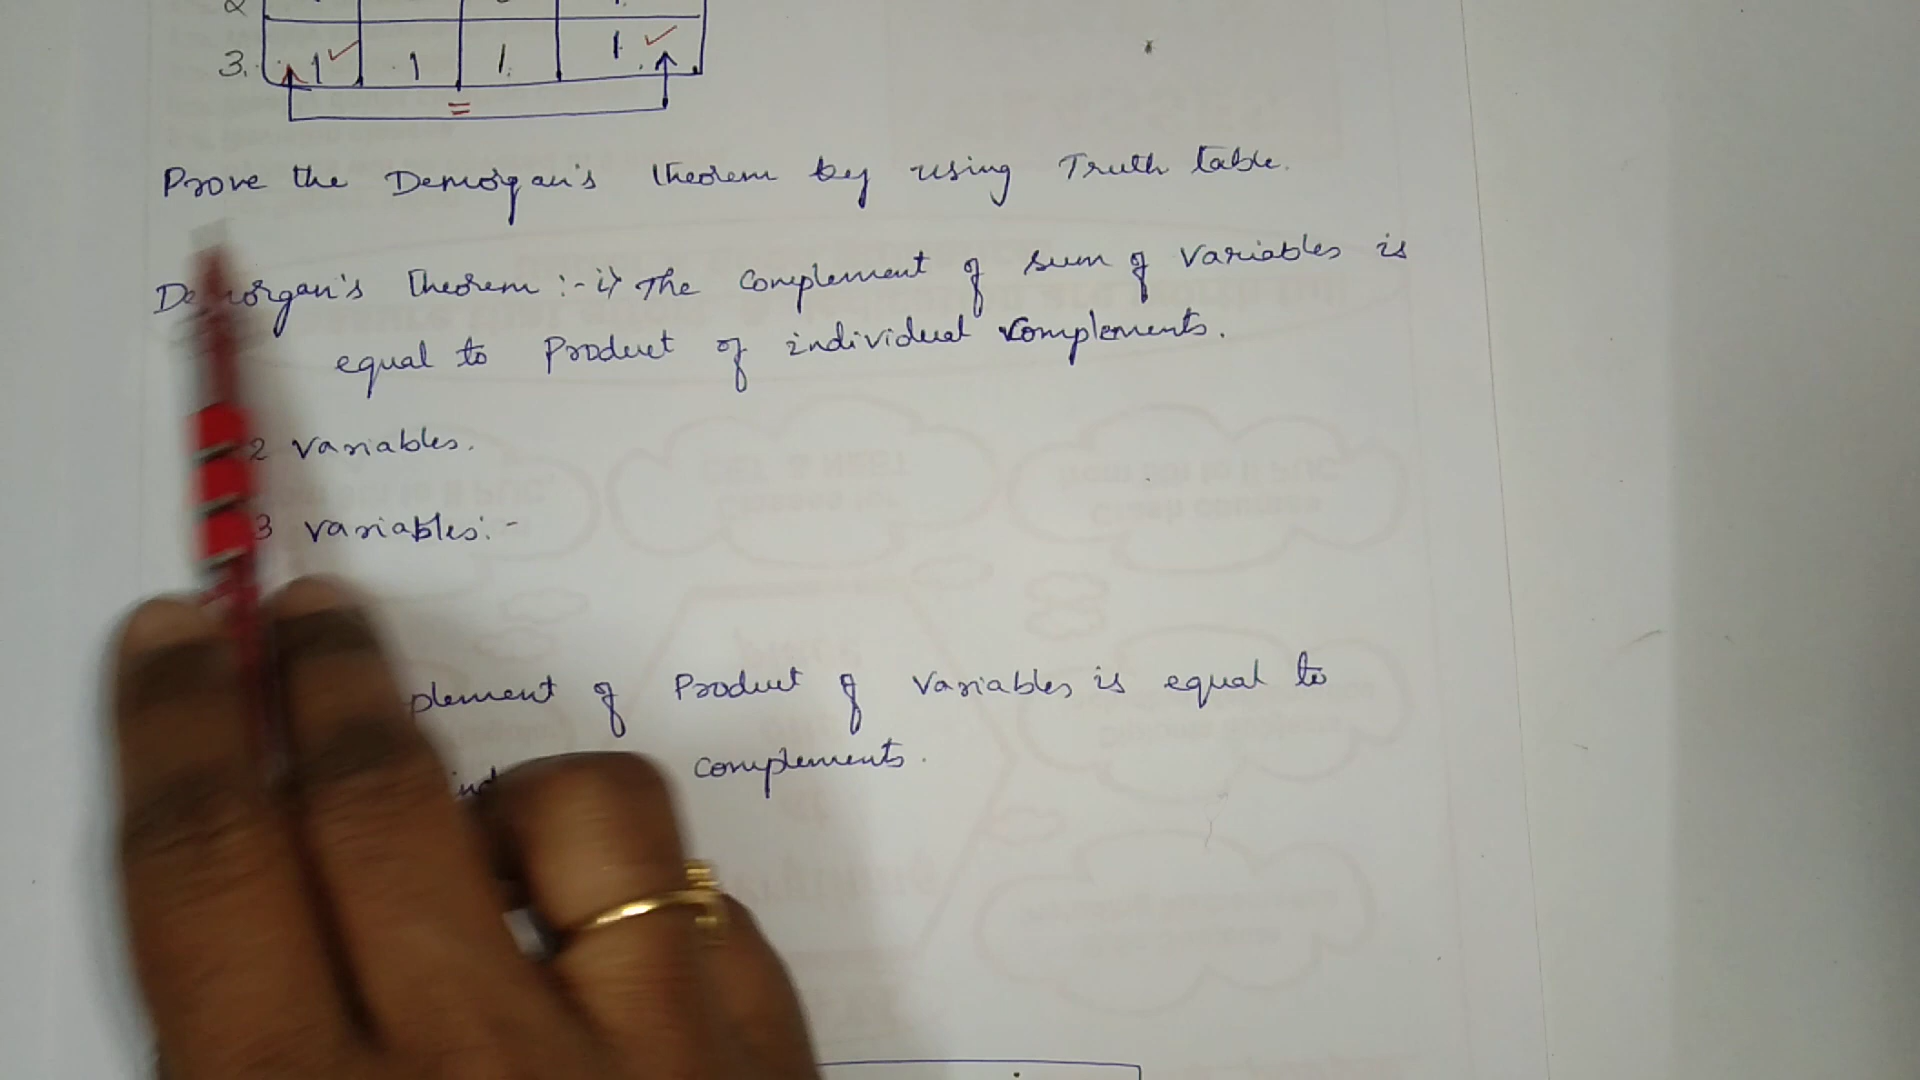 3. 1 1 1 1
=
Prove the Demorgan's theorem by using Truth table.
Demorgan's theorem :- i) The complement of sum of variables is
equal to Product of individual complements.
2 variables.
3 variables:-
plement of Product of variables is equal to
complements.